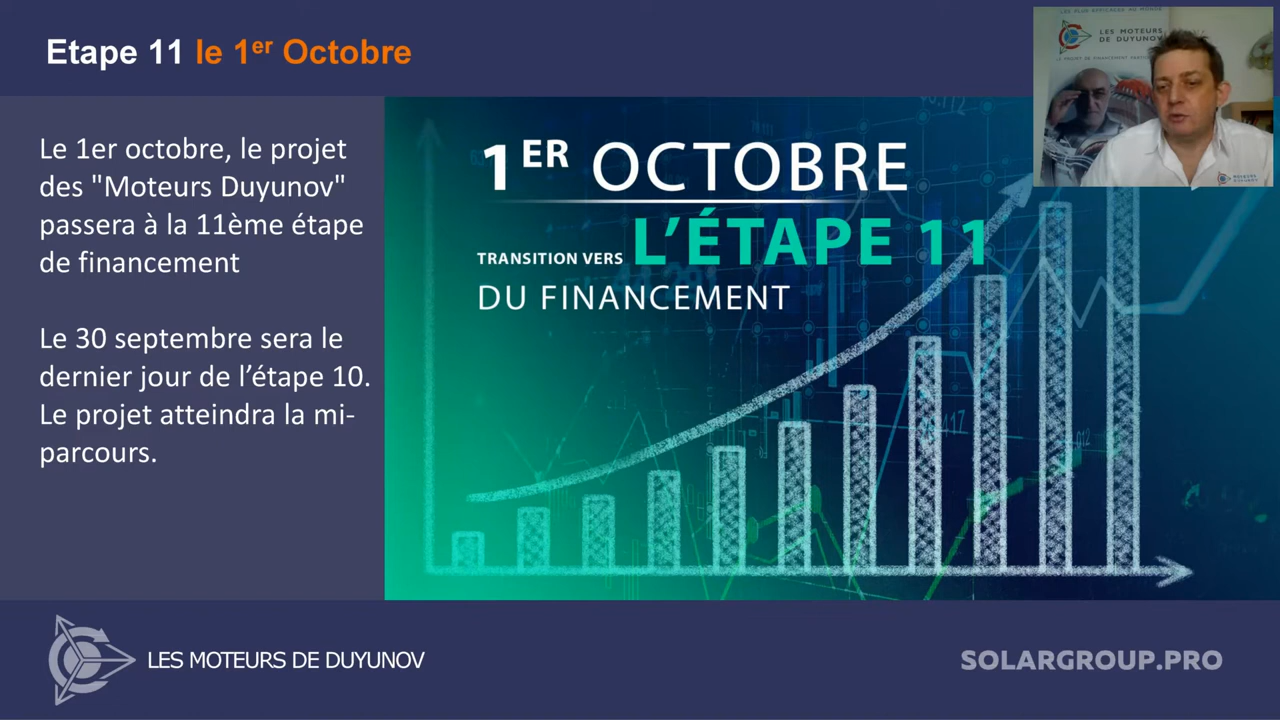 Etape 11 le 1er Octobre
LES MOTEURS
DE DUYUNOV
Le 1er octobre, le projet
des "Moteurs Duyunov"
passera à la 11ème étape
de financement
Le 30 septembre sera le
dernier jour de l'étape 10.
Le projet atteindra la mi-
parcours.
1ER OCTOBRE
TRANSITION VERS L'ÉTAPE 11
DU FINANCEMENT
LES MOTEURS DE DUYUNOV
SOLARGROUP.PRO